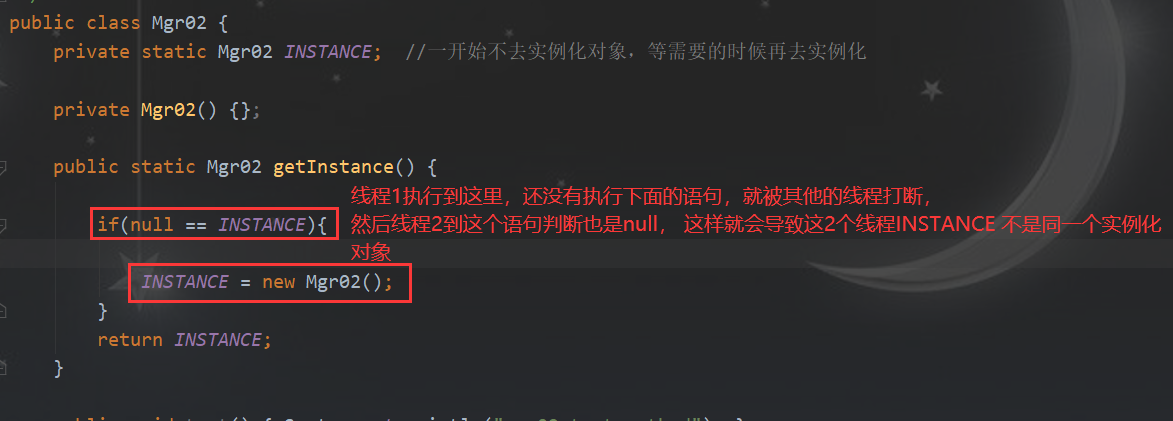 public class Mgr02 {
private static Mgr02 INSTANCE; //一开始不去实例化对象，等需要的时候再去实例化
private Mgr02() {};
public static Mgr02 getInstance() {
线程1执行到这里，还没有执行下面的语句，就被其他的线程打断，
if(null == INSTANCE){ 然后线程2到这个语句判断也是null， 这样就会导致这2个线程INSTANCE 不是同一个实例化
对象
INSTANCE = new Mgr02();
}
return INSTANCE;
}